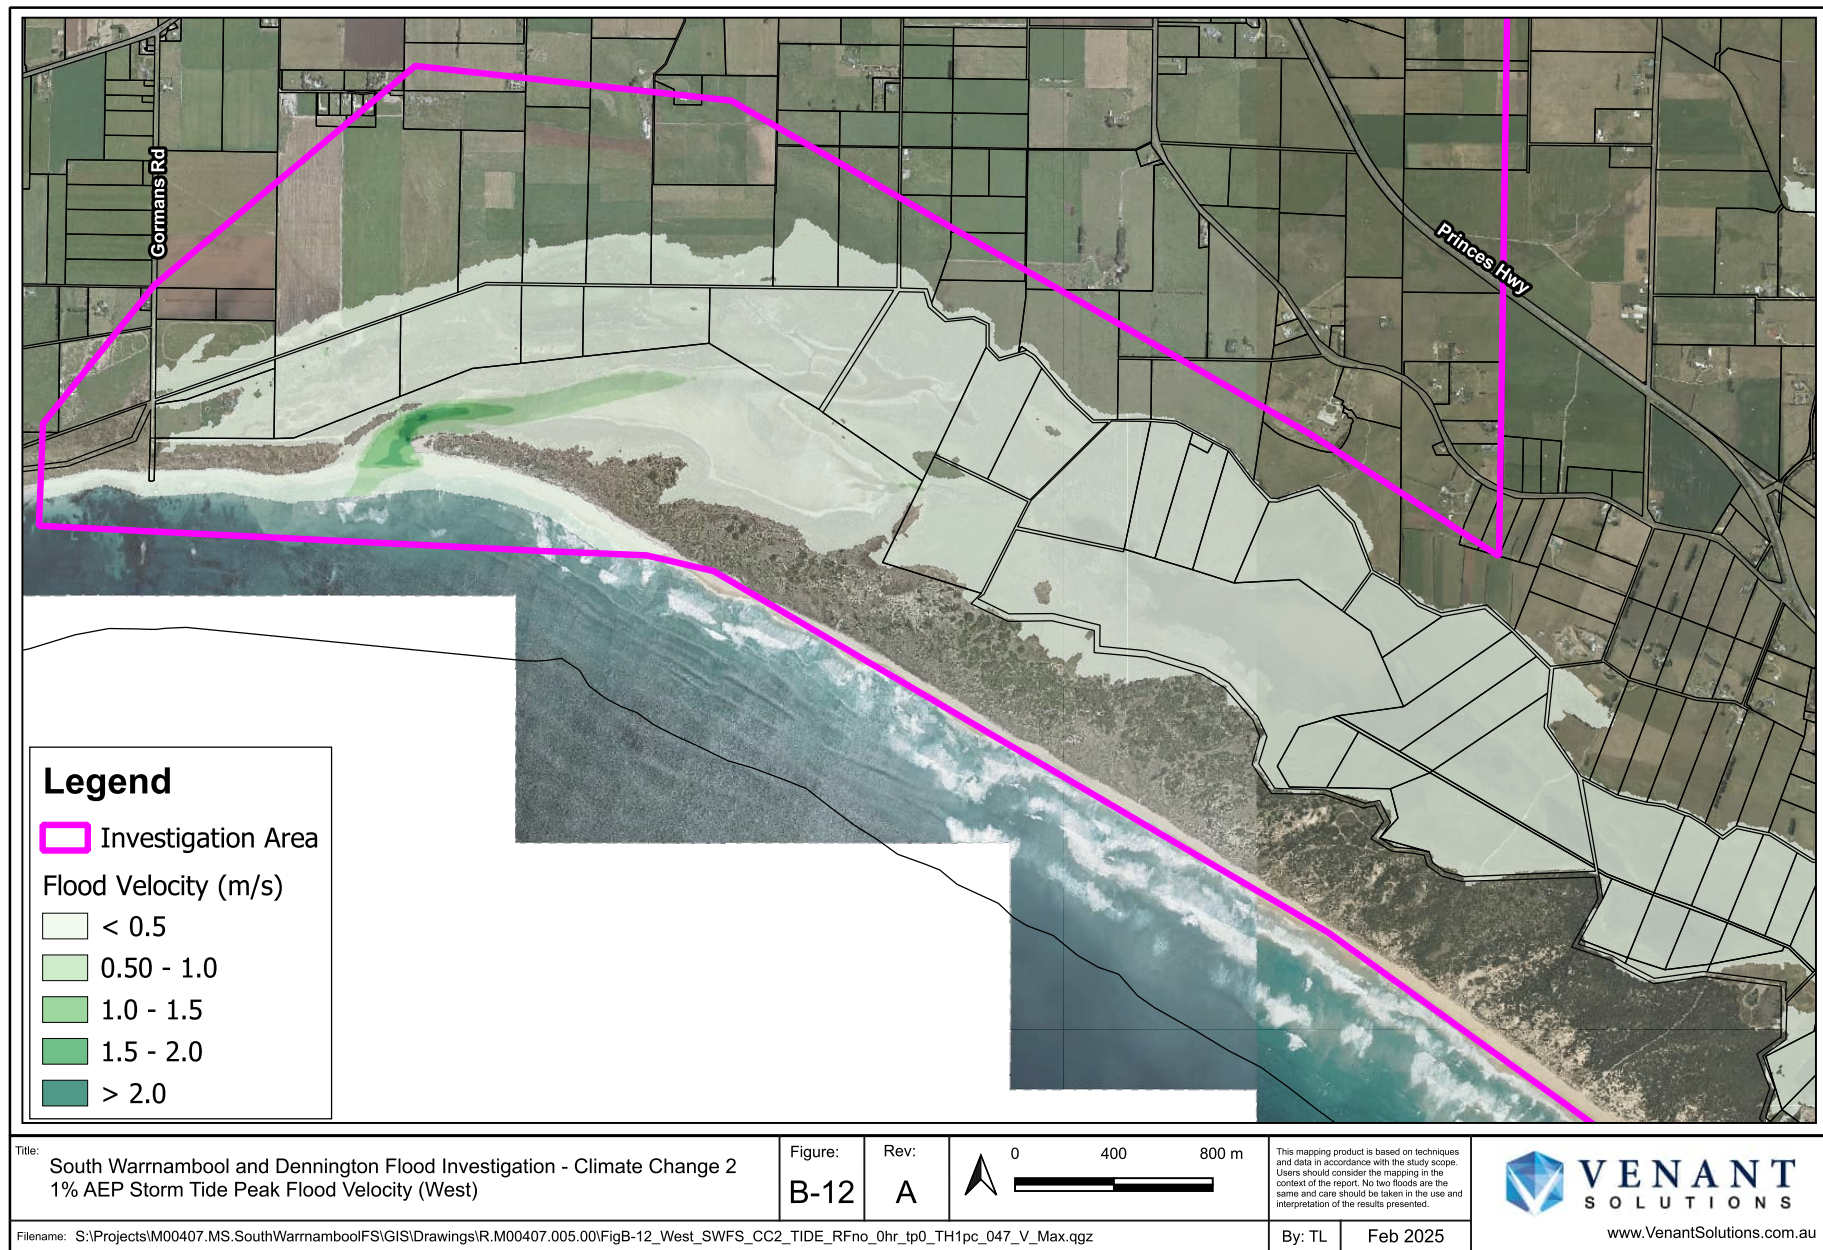 Gormans Rd
Princes Hwy
Legend
Investigation Area
Flood Velocity (m/s)
< 0.5
0.50 - 1.0
1.0 - 1.5
1.5 - 2.0
> 2.0
Title:
South Warrnambool and Dennington Flood Investigation - Climate Change 2
1% AEP Storm Tide Peak Flood Velocity (West)
Figure:
B-12
Rev:
A
0 400 800 m
This mapping product is based on techniques
and data in accordance with the study scope.
Users should consider the mapping in the
context of the report. No two floods are the
same and care should be taken in the use and
interpretation of the results presented.
VENANT
SOLUTIONS
www.VenantSolutions.com.au
Filename: S:\Projects\M00407.MS.SouthWarrnamboolFS\GIS\Drawings\R.M00407.005.00\FigB-12_West_SWFS_CC2_TIDE_RFno_0hr_tp0_TH1pc_047_V_Max.qgz
By: TL
Feb 2025